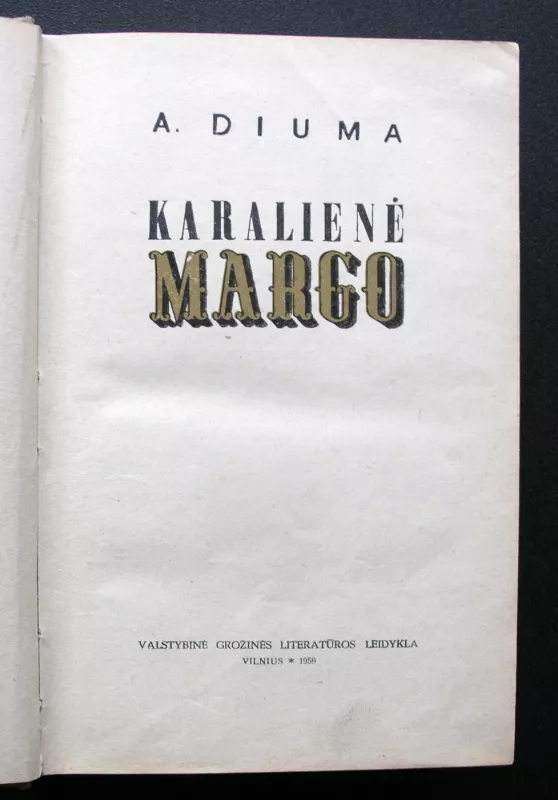 A. DIUMA
KARALIENĖ
MARGO
VALSTYBINĖ GROŽINĖS LITERATŪROS LEIDYKLA
VILNIUS * 1959